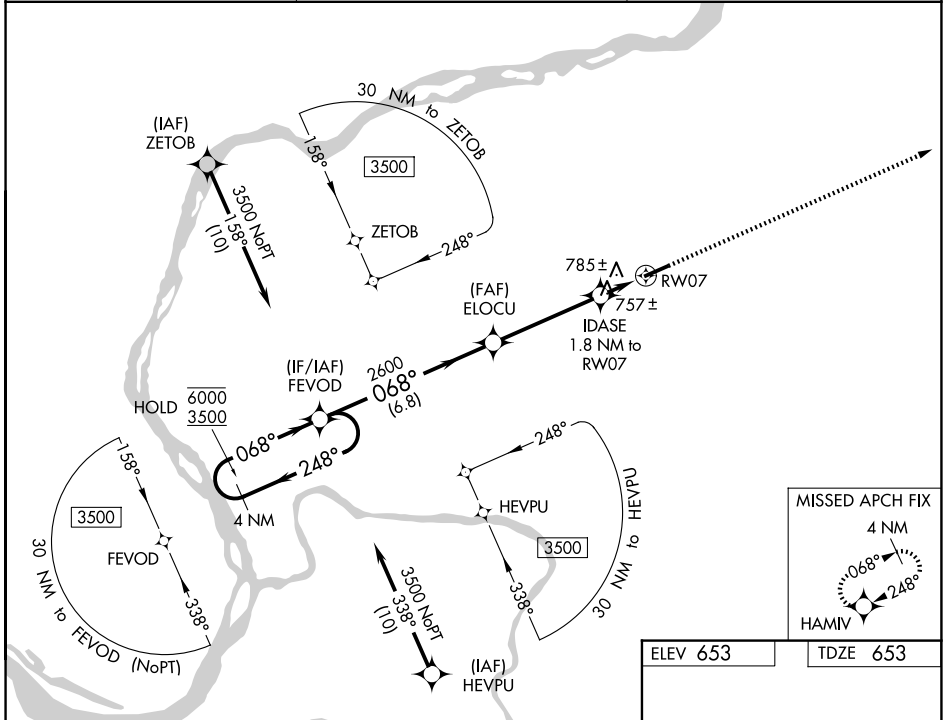 30 NM to ZETOB
(IAF)
ZETOB
158°
3500
3500 NoPT
158°
(10)
ZETOB
248°
785±
RW07
757±
(FAF)
ELOCU
IDASE
1.8 NM to
RW07
(IF/IAF)
FEVOD
2600
068°
(6.8)
HOLD
6000
3500
068°
248°
4 NM
158°
3500
FEVOD
338°
30 NM to FEVOD (NoPT)
248°
HEVPU
3500
338°
30 NM to HEVPU
3500 NoPT
338°
(10)
(IAF)
HEVPU
MISSED APCH FIX
4 NM
068°
248°
HAMIV
ELEV 653
TDZE 653